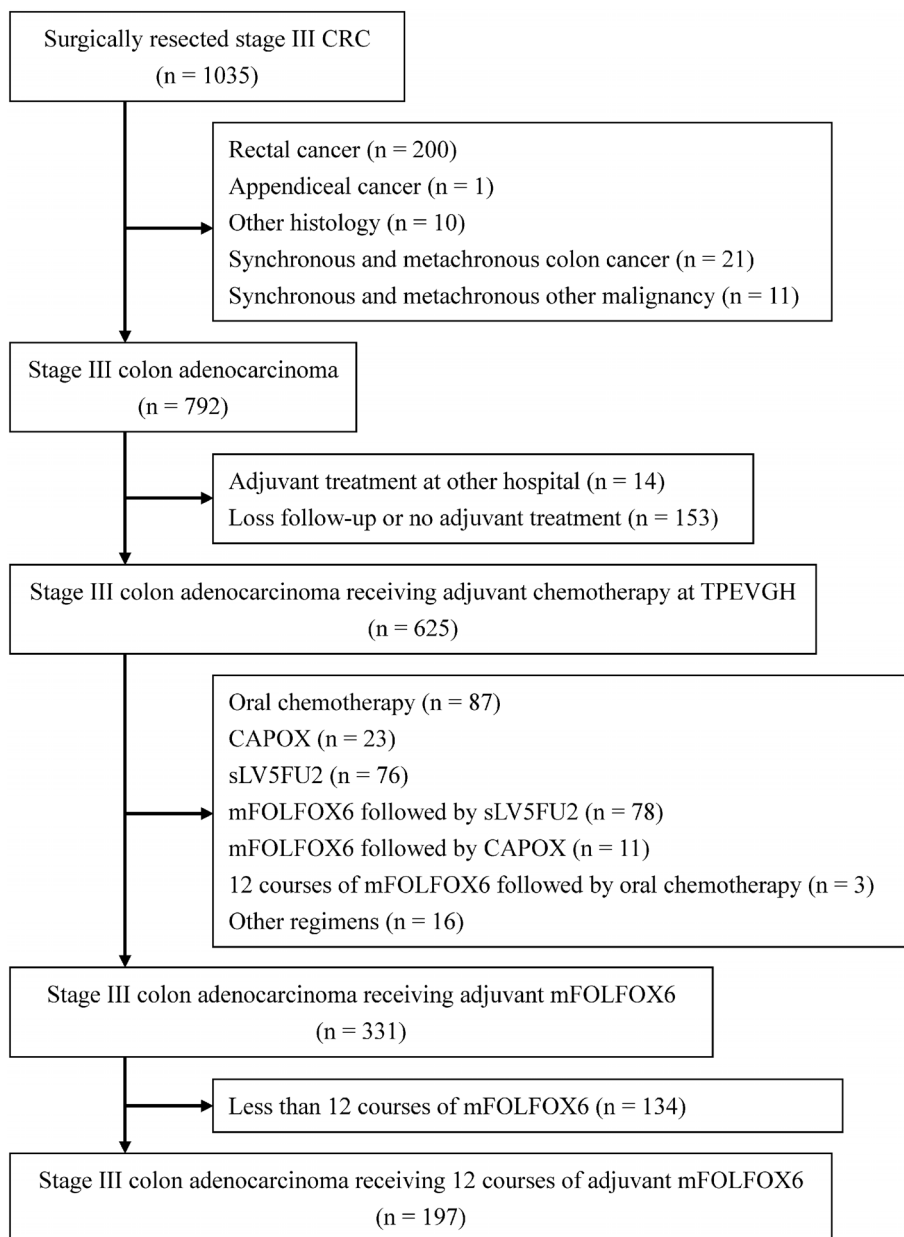 Surgically resected stage III CRC
(n = 1035)
Rectal cancer (n = 200)
Appendiceal cancer (n = 1)
Other histology (n = 10)
Synchronous and metachronous colon cancer (n = 21)
Synchronous and metachronous other malignancy (n = 11)
Stage III colon adenocarcinoma
(n = 792)
Adjuvant treatment at other hospital (n = 14)
Loss follow-up or no adjuvant treatment (n = 153)
Stage III colon adenocarcinoma receiving adjuvant chemotherapy at TPEVGH
(n = 625)
Oral chemotherapy (n = 87)
CAPOX (n = 23)
sLV5FU2 (n = 76)
mFOLFOX6 followed by sLV5FU2 (n = 78)
mFOLFOX6 followed by CAPOX (n = 11)
12 courses of mFOLFOX6 followed by oral chemotherapy (n = 3)
Other regimens (n = 16)
Stage III colon adenocarcinoma receiving adjuvant mFOLFOX6
(n = 331)
Less than 12 courses of mFOLFOX6 (n = 134)
Stage III colon adenocarcinoma receiving 12 courses of adjuvant mFOLFOX6
(n = 197)